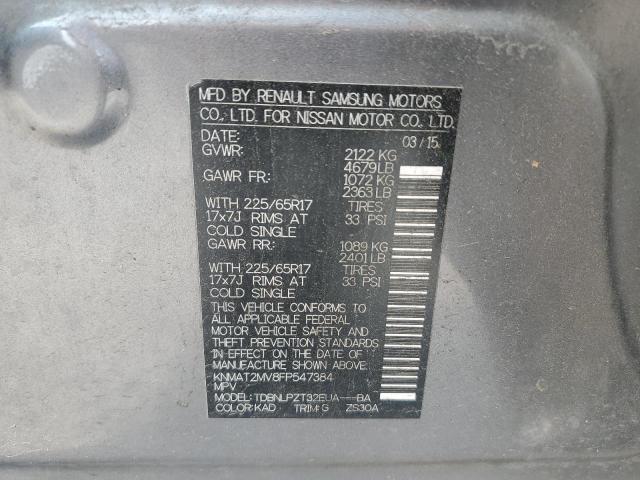 MFD BY RENAULT SAMSUNG MOTORS
CO., LTD. FOR NISSAN MOTOR CO., LTD.
DATE: 03/15
GVWR: 2122 KG
4679LB
GAWR FR: 1072 KG
2363 LB
WITH 225/65R17 TIRES
17x7J RIMS AT 33 PSI
COLD SINGLE
GAWR RR: 1089 KG
2401 LB
WITH 225/65R17 TIRES
17x7J RIMS AT 33 PSI
COLD SINGLE
THIS VEHICLE CONFORMS TO
ALL APPLICABLE FEDERAL
MOTOR VEHICLE SAFETY AND
THEFT PREVENTION STANDARDS
IN EFFECT ON THE DATE OF
MANUFACTURE SHOWN ABOVE.
KNMAT2MV8FP547384
MPV
MODEL: TDBNLPZT32EUA---BA
COLOR: KAD TRIM: G ZS30A